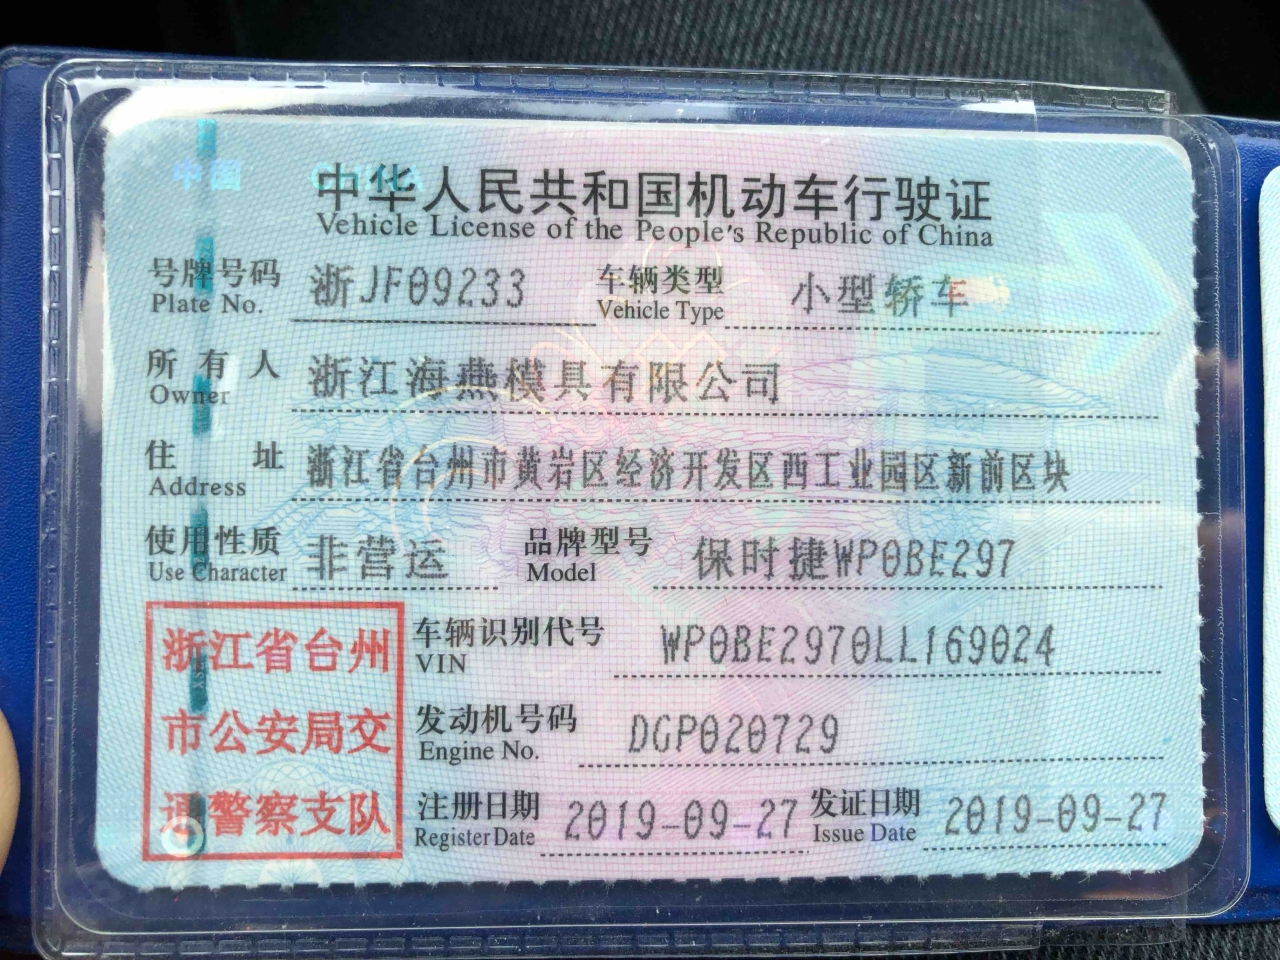 中国 CHINA
中华人民共和国机动车行驶证
Vehicle License of the People's Republic of China
号牌号码 浙JF09233 车辆类型 小型轿车
Plate No. Vehicle Type
所有人 浙江海燕模具有限公司
Owner
住址 浙江省台州市黄岩区经济开发区西工业园区新前区块
Address
使用性质 非营运 品牌型号 保时捷WP0BE297
Use Character Model
浙江省台州
市公安局交
通警察支队
车辆识别代号 WP0BE2970LL169024
VIN
发动机号码 DGP020729
Engine No.
注册日期 2019-09-27 发证日期 2019-09-27
Register Date Issue Date